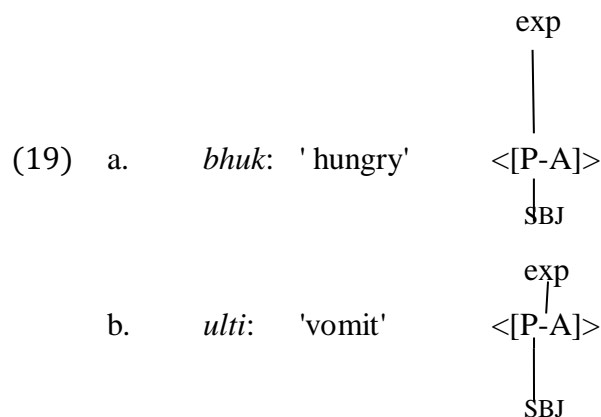 exp
(19) a. bhuk: ' hungry' <[P-A]>
SBJ
exp
b. ulti: 'vomit' <[P-A]>
SBJ